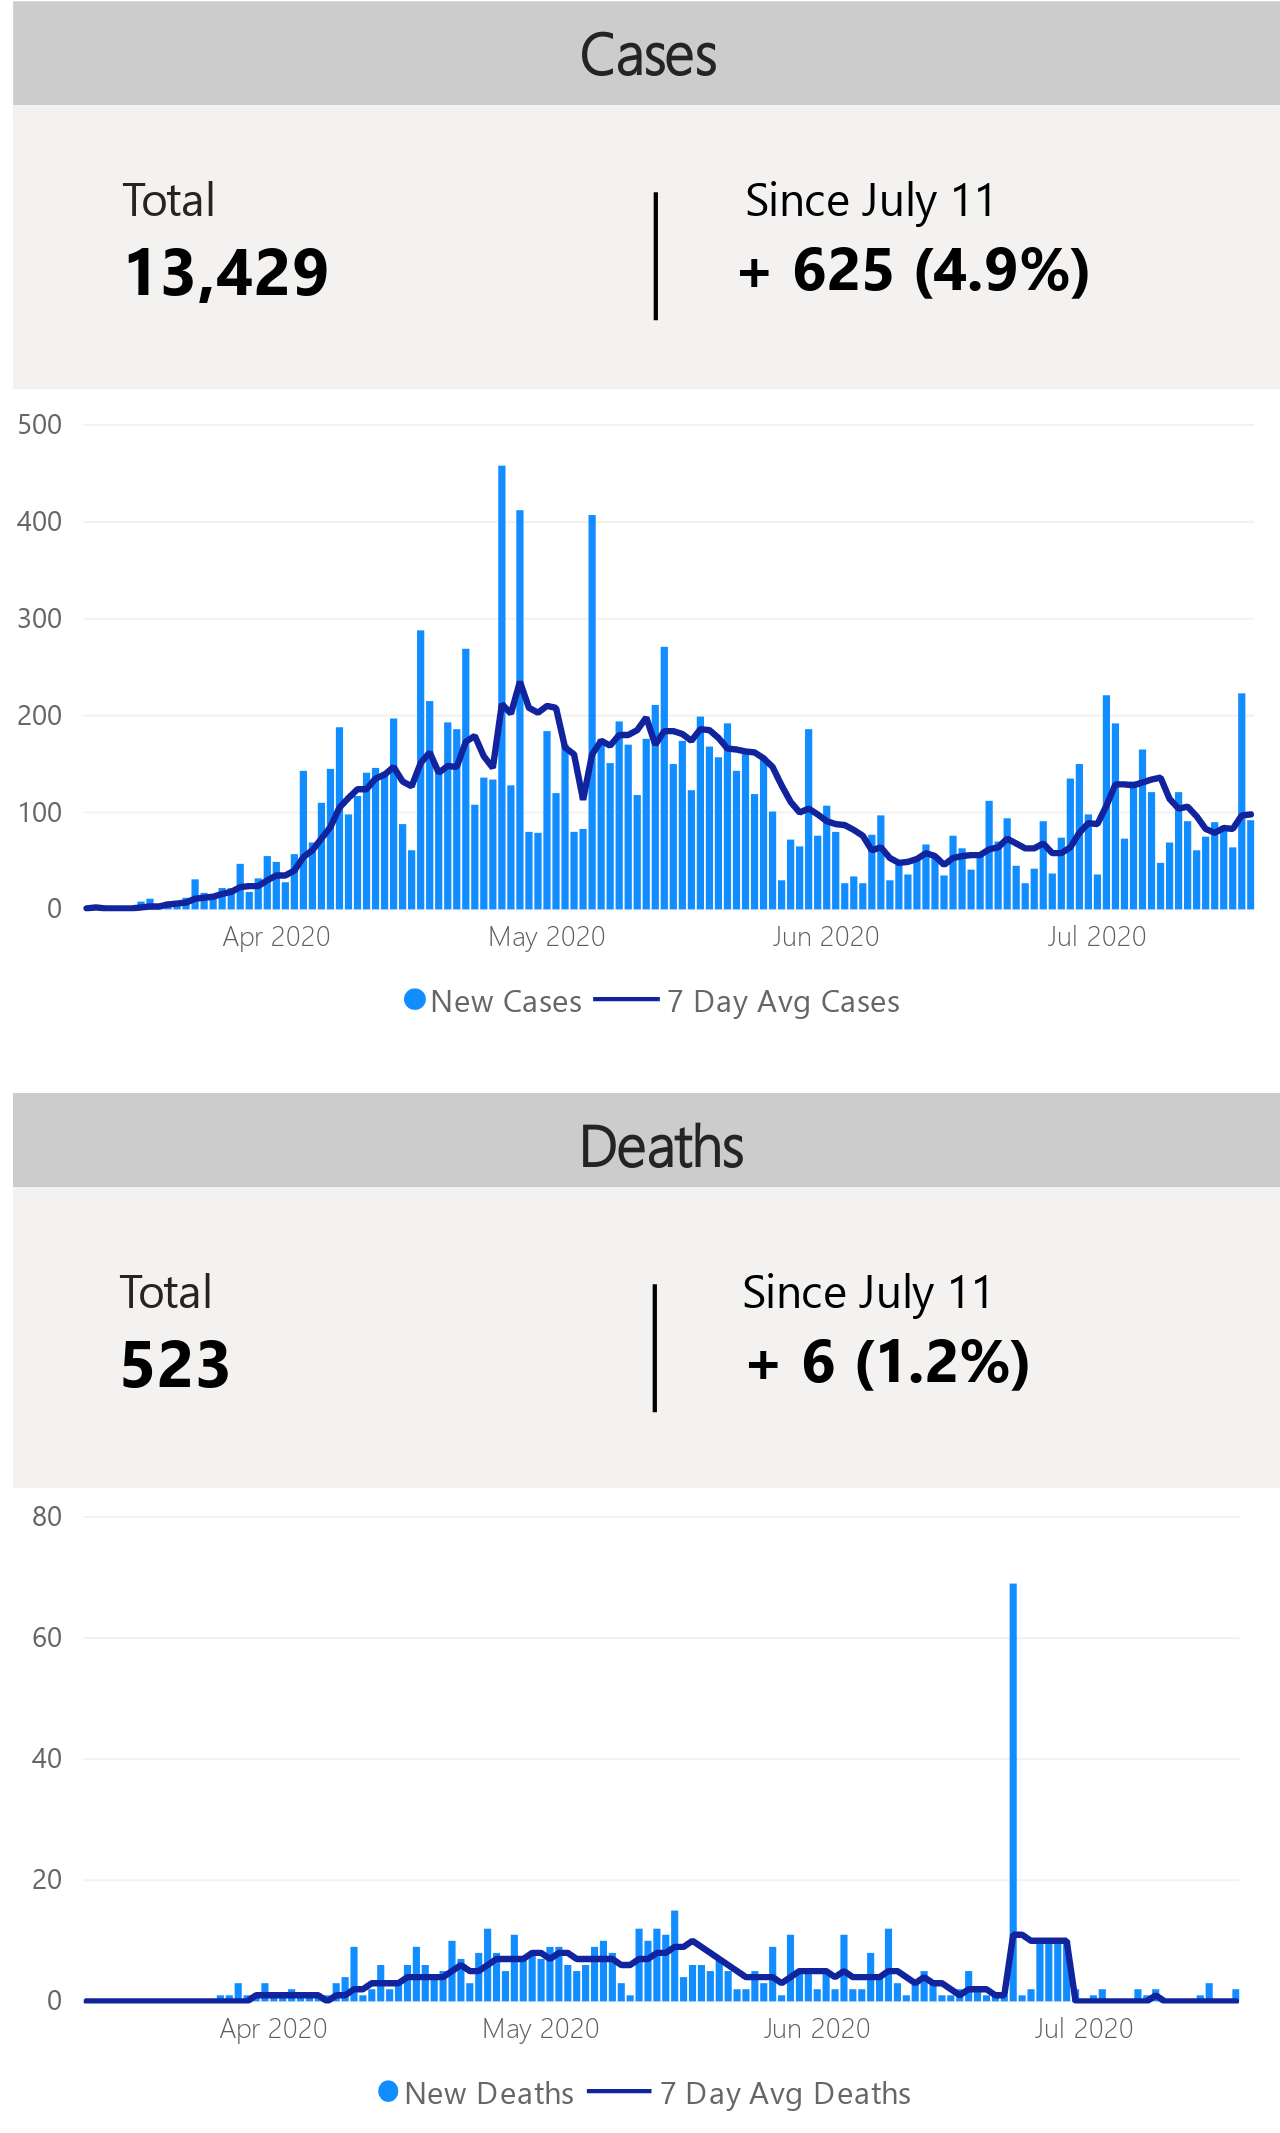 Cases
Total
Since July 11
13,429
+ 625 (4.9%)
500
400
300
200
100
0
Apr 2020
May 2020
Jun 2020
Jul 2020
New Cases
7 Day Avg Cases
Deaths
Total
Since July 11
523
+ 6 (1.2%)
80
60
40
20
0
Apr 2020
May 2020
Jun 2020
Jul 2020
New Deaths
7 Day Avg Deaths